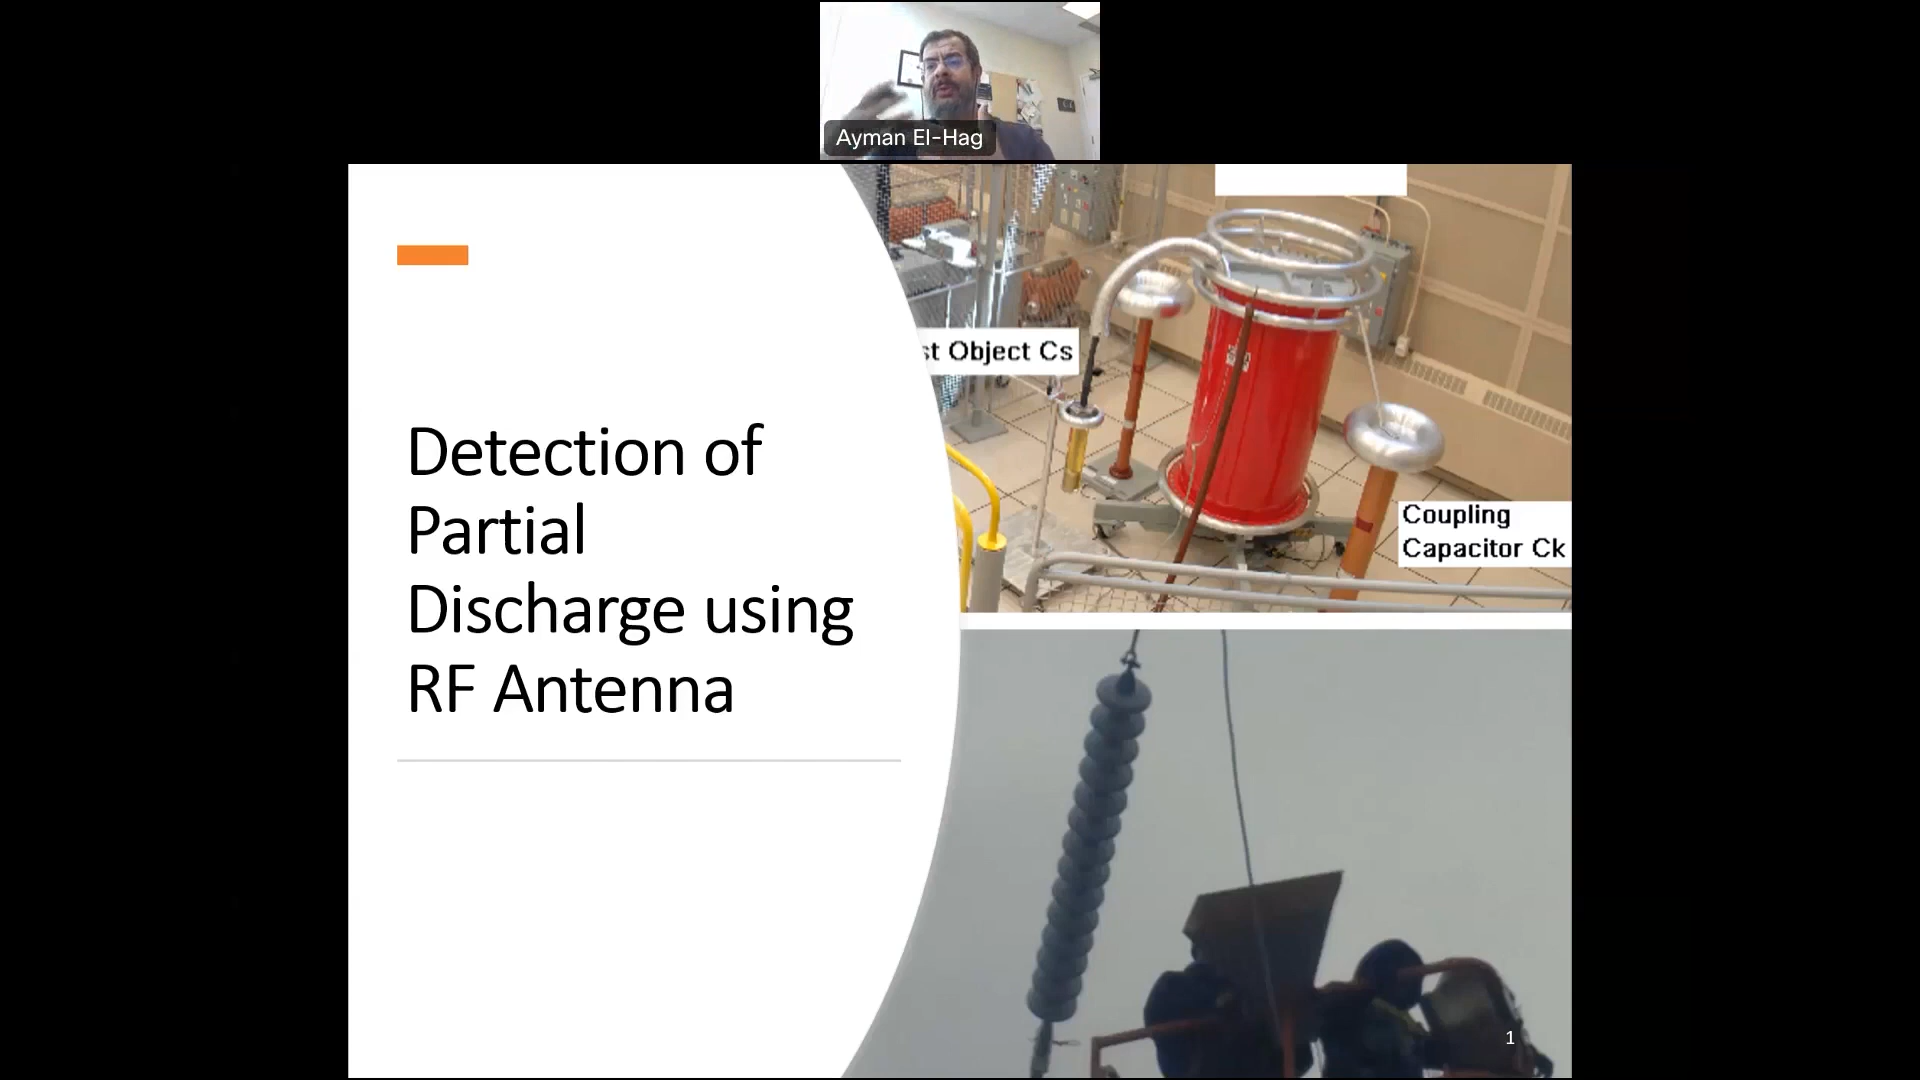 Ayman El-Hag
st Object Cs
Detection of
Partial
Discharge using
RF Antenna
Coupling
Capacitor Ck
1